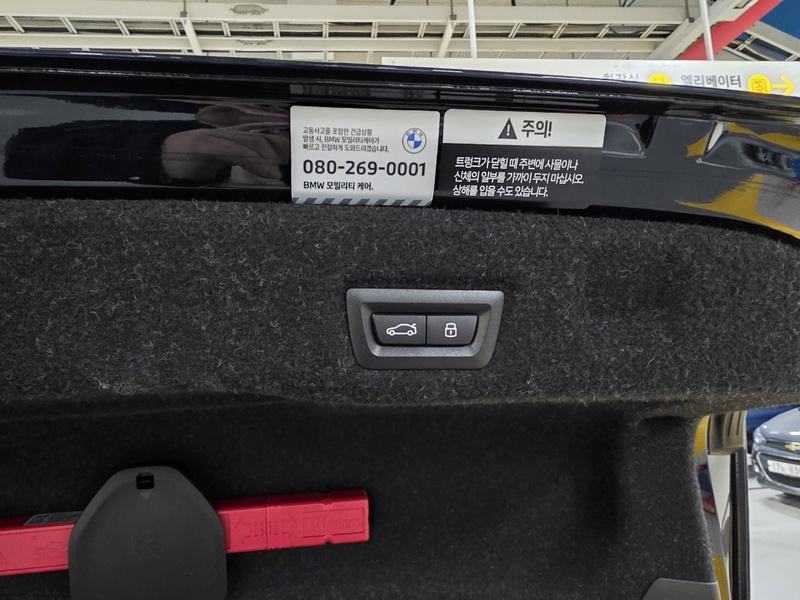 엘리베이터
교통사고를 포함한 긴급상황
발생 시, BMW 모빌리티케어가
빠르고 친절하게 도와드리겠습니다.
080-269-0001
BMW 모빌리티 케어.
주의!
트렁크가 닫힐 때 주변에 사물이나
신체의 일부를 가까이 두지 마십시오.
상해를 입을 수도 있습니다.